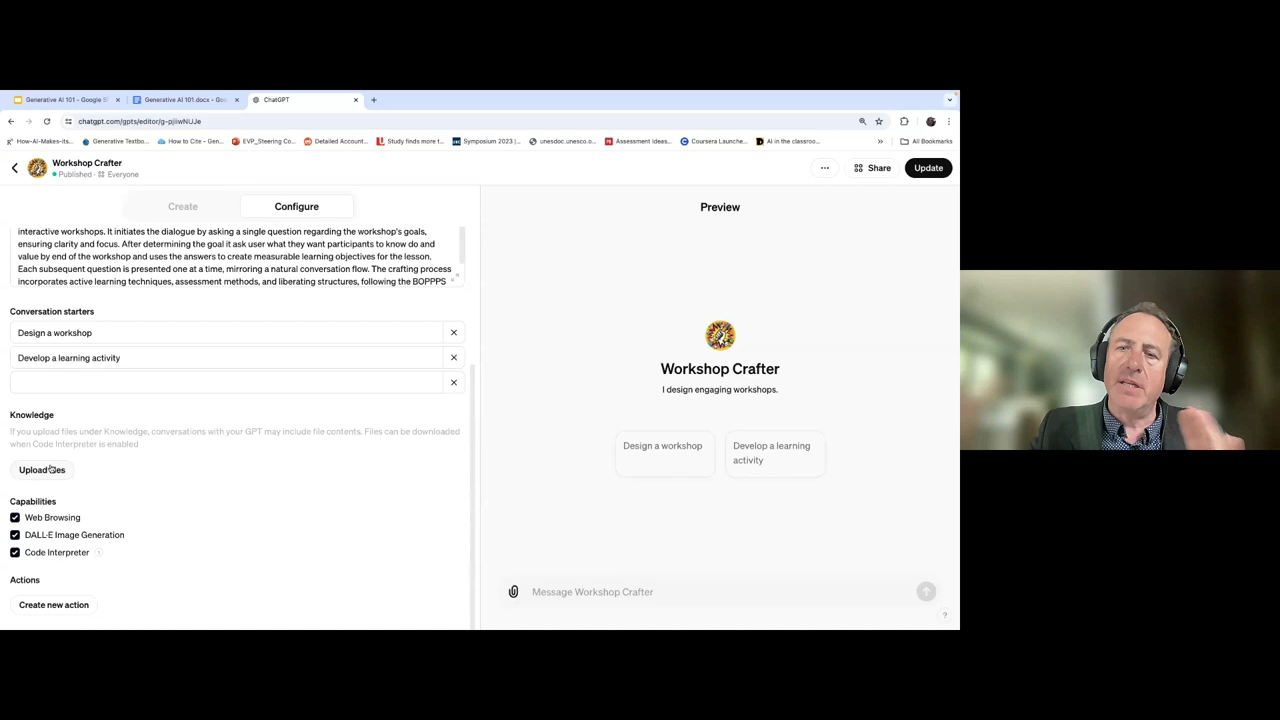 Generative AI 101 - Google Sl
Generative AI 101.docx - Goo
ChatGPT
chatgpt.com/gpts/editor/g-pjiwNUJe
How-AI-Makes-Its...
Generative Textbo...
How to Cite - Gen...
EVP_Steering Co...
Detailed Account...
Study finds more t...
Symposium 2023 |...
unesdoc.unesco.o...
Assessment Ideas...
Coursera Launche...
AI in the classroo...
»
All Bookmarks
Workshop Crafter
Published · Everyone
...
Share
Update
Create
Configure
Preview
interactive workshops. It initiates the dialogue by asking a single question regarding the workshop's goals,
ensuring clarity and focus. After determining the goal it ask user what they want participants to know do and
value by end of the workshop and uses the answers to create measurable learning objectives for the lesson.
Each subsequent question is presented one at a time, mirroring a natural conversation flow. The crafting process
incorporates active learning techniques, assessment methods, and liberating structures, following the BOPPPS
Conversation starters
Design a workshop
Develop a learning activity
Knowledge
If you upload files under Knowledge, conversations with your GPT may include file contents. Files can be downloaded
when Code Interpreter is enabled
Upload files
Capabilities
Web Browsing
DALL·E Image Generation
Code Interpreter ?
Actions
Create new action
Workshop Crafter
I design engaging workshops.
Design a workshop
Develop a learning
activity
Message Workshop Crafter
?